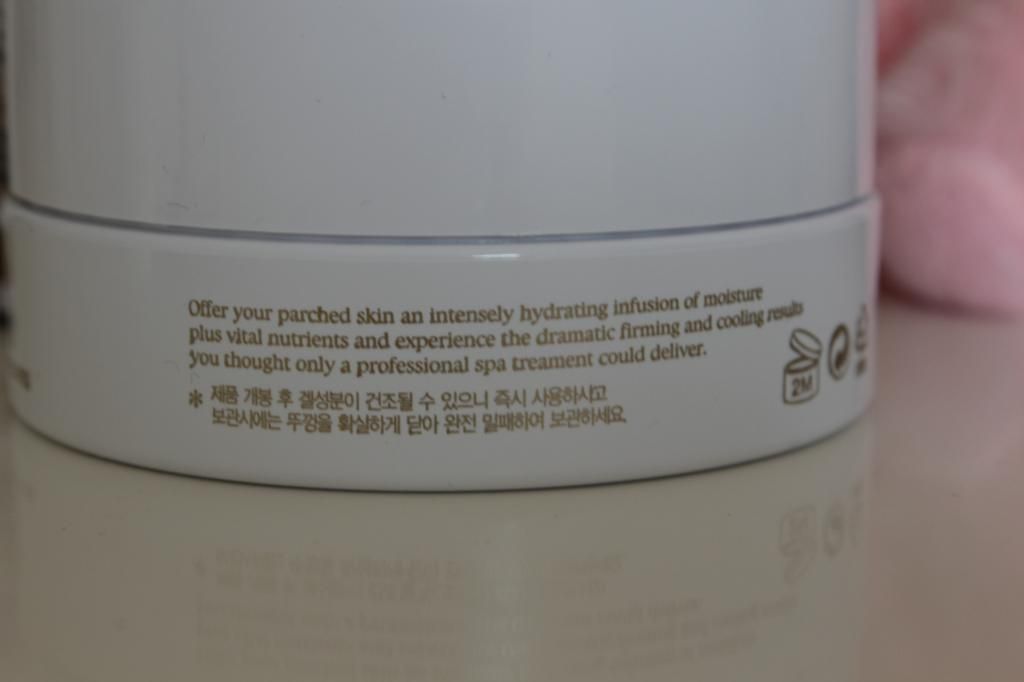 Offer your parched skin an intensely hydrating infusion of moisture
plus vital nutrients and experience the dramatic firming and cooling results
you thought only a professional spa treament could deliver.
* 제품 개봉 후 겔성분이 건조될 수 있으니 즉시 사용하시고
보관시에는 뚜껑을 확실하게 닫아 완전 밀패하여 보관하세요.
2M